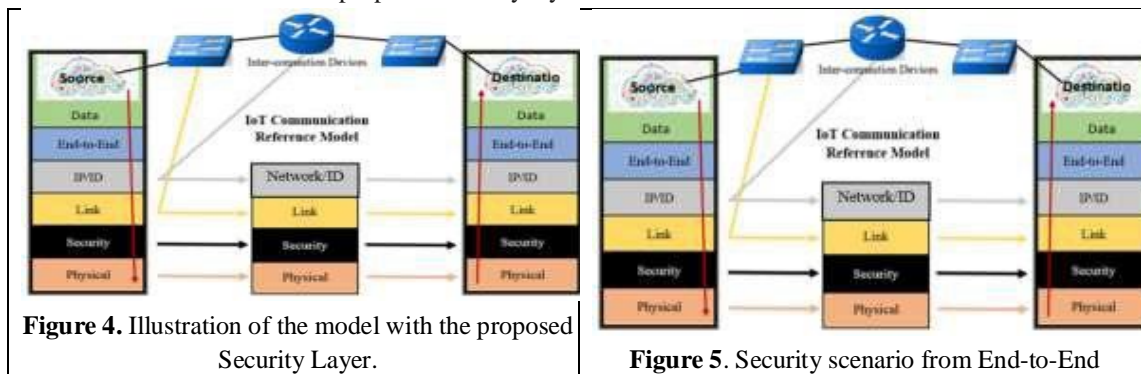 Source
Inter-computation Devices
Destinatio
Data
IoT Communication
Reference Model
Data
End-to-End
End-to-End
IP/ID
Network/ID
IP/ID
Link
Link
Link
Security
Security
Security
Physical
Physical
Physical
Figure 4. Illustration of the model with the proposed
Security Layer.
Source
Inter-computation Devices
Destinatio
Data
IoT Communication
Reference Model
Data
End-to-End
End-to-End
IP/ID
Network/ID
IP/ID
Link
Link
Link
Security
Security
Security
Physical
Physical
Physical
Figure 5. Security scenario from End-to-End